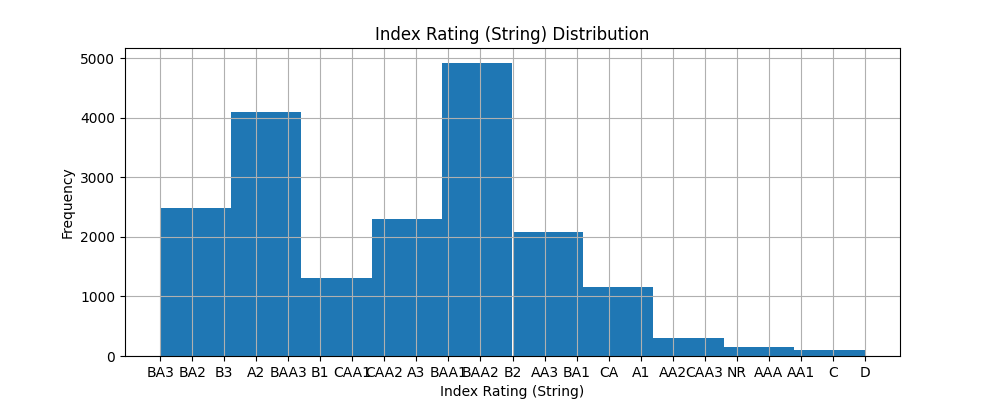 Index Rating (String) Distribution
5000
4000
3000
2000
1000
0
Frequency
BA3 BA2 B3 A2 BAA3 B1 CAA1 CAA2 A3 BAA1 BAA2 B2 AA3 BA1 CA A1 AA2 CAA3 NR AAA AA1 C D
Index Rating (String)